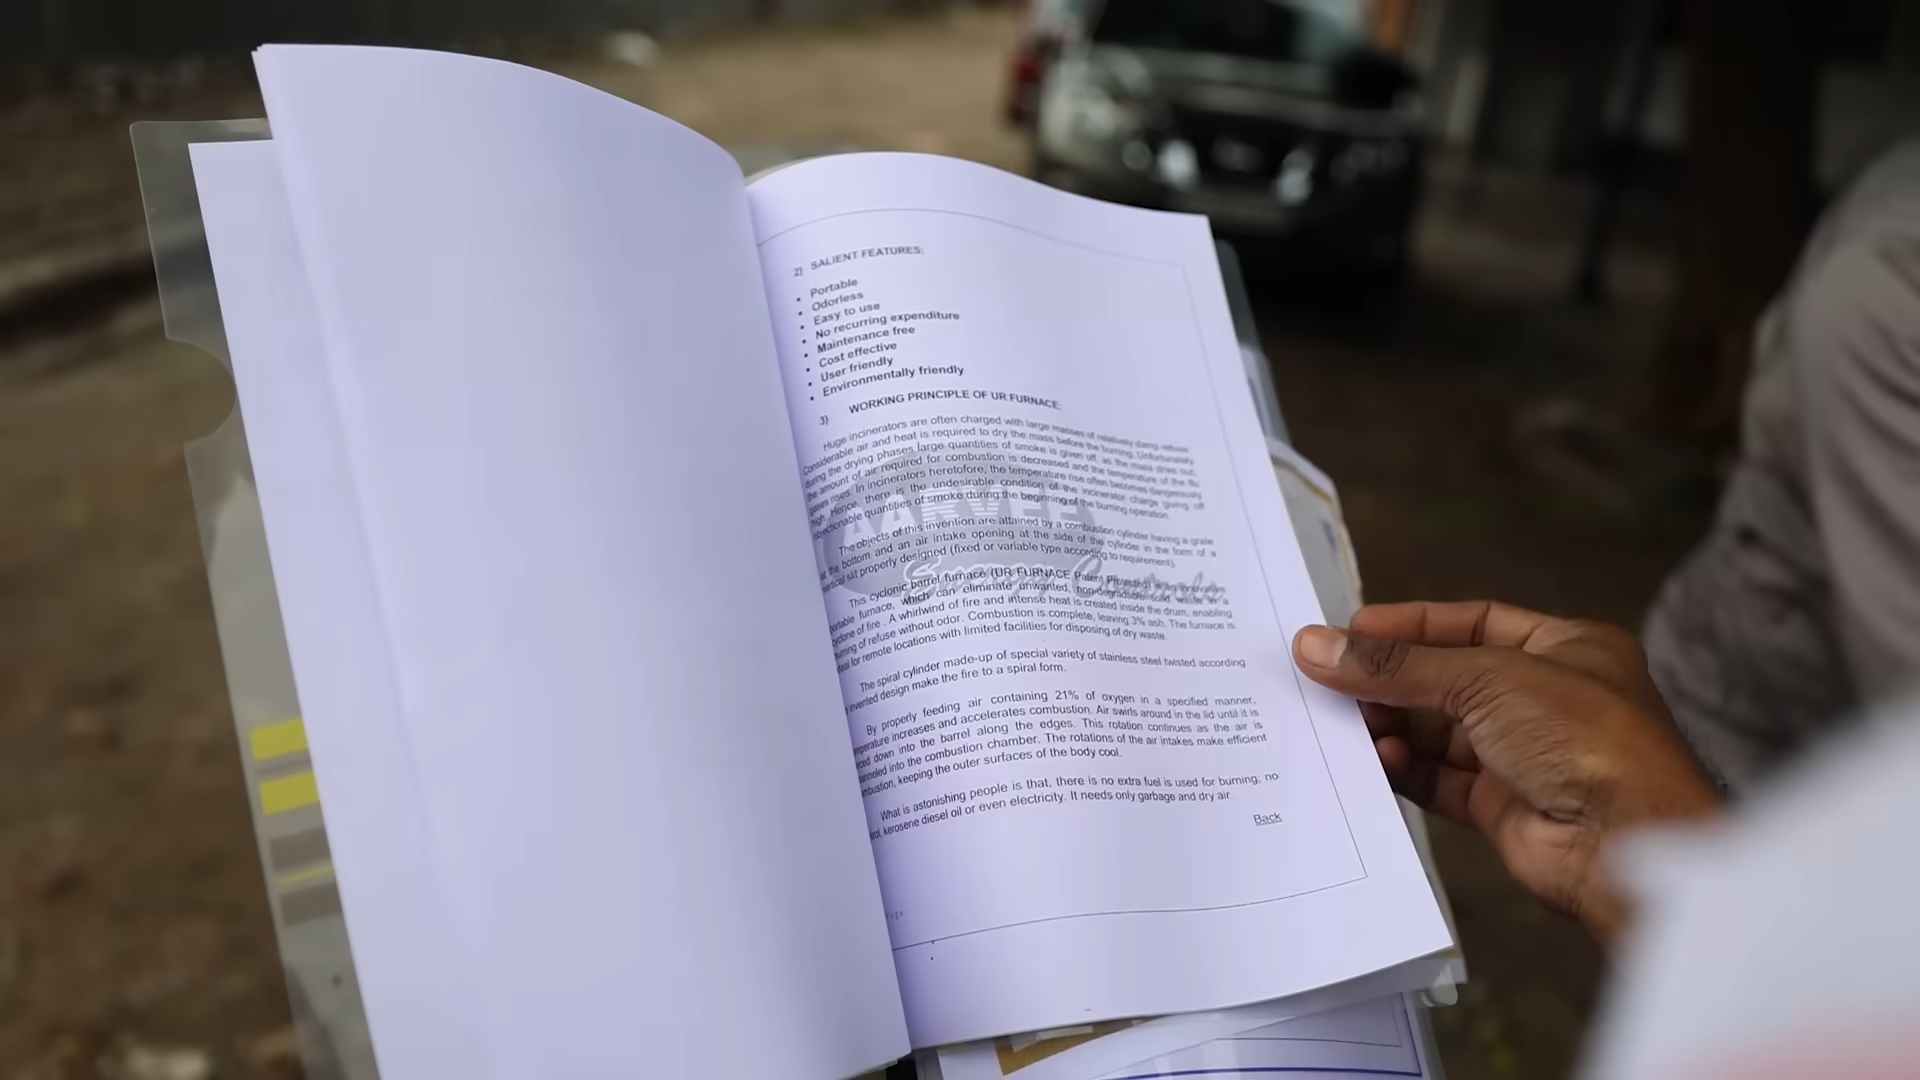 2) SALIENT FEATURES:
• Portable
• Odorless
• Easy to use
• No recurring expenditure
• Maintenance free
• Cost effective
• User friendly
• Environmentally friendly
3) WORKING PRINCIPLE OF UR FURNACE:
Huge incinerators are often charged with large masses of relatively damp refuse.
Considerable air and heat is required to dry the mass before the burning. Unfortunately
during the drying phases large quantities of smoke is given off, as the mass dries out,
the amount of air required for combustion is decreased and the temperature of the flu
gases rises. In incinerators heretofore, the temperature rise often becomes dangerously
high. Hence, there is the undesirable condition of the incinerator charge giving off
objectionable quantities of smoke during the beginning of the burning operation.
The objects of this invention are attained by a combustion cylinder having a grate
at the bottom and an air intake opening at the side of the cylinder in the form of a
vertical slit properly designed (fixed or variable type according to requirement).
This cyclonic barrel furnace (UR FURNACE Patent Protected) is an innovative
portable furnace, which can eliminate unwanted, non-degradable solid waste in a
cyclone of fire . A whirlwind of fire and intense heat is created inside the drum, enabling
burning of refuse without odor. Combustion is complete, leaving 3% ash. The furnace is
ideal for remote locations with limited facilities for disposing of dry waste.
The spiral cylinder made-up of special variety of stainless steel twisted according
invented design make the fire to a spiral form.
By properly feeding air containing 21% of oxygen in a specified manner,
temperature increases and accelerates combustion. Air swirls around in the lid until it is
forced down into the barrel along the edges. This rotation continues as the air is
channeled into the combustion chamber. The rotations of the air intakes make efficient
combustion, keeping the outer surfaces of the body cool.
What is astonishing people is that, there is no extra fuel is used for burning; no
kerosene diesel oil or even electricity. It needs only garbage and dry air.
Back
AARVEE
Energy